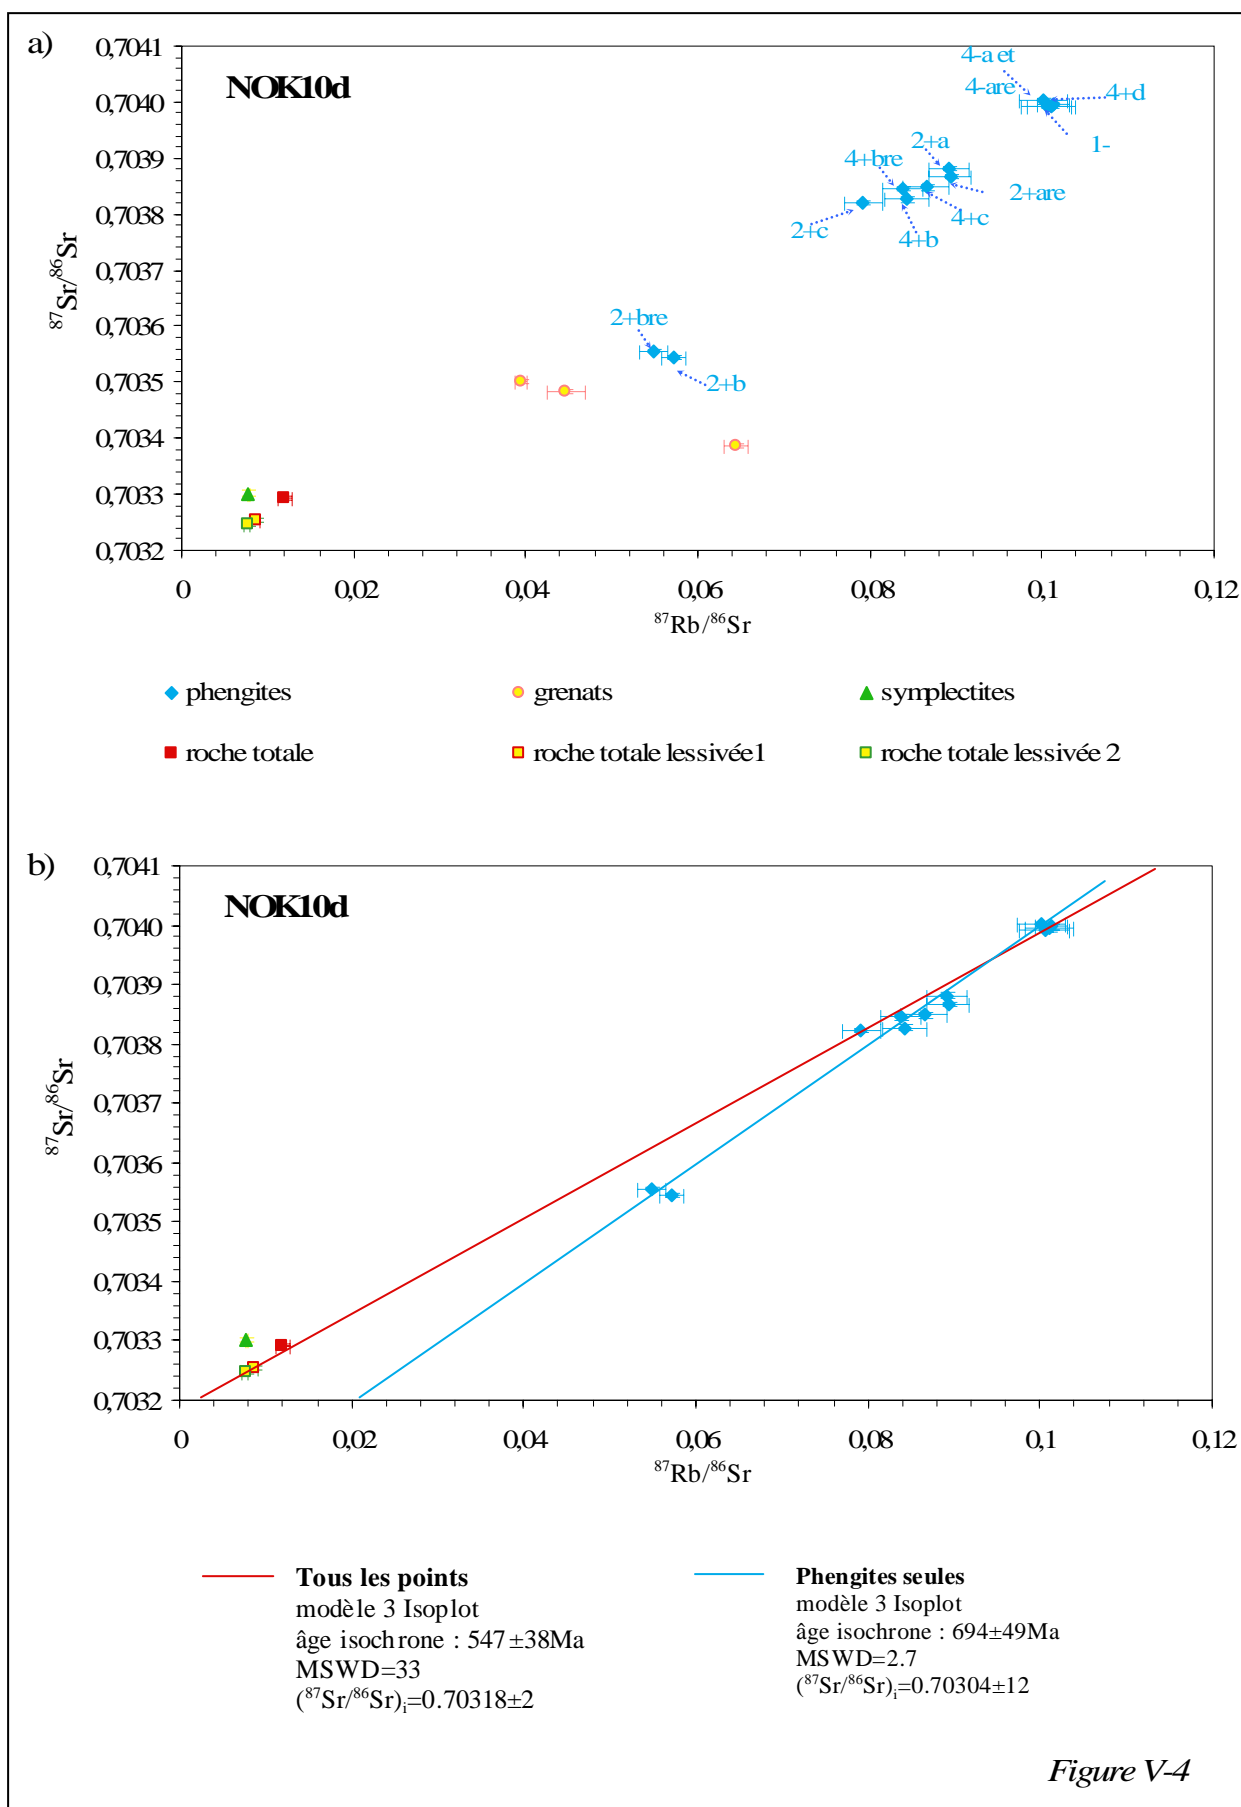 a)
0,7041
0,7040
0,7039
0,7038
0,7037
0,7036
0,7035
0,7034
0,7033
0,7032
87Sr/86Sr
NOK10d
4-a et
4-are
4+d
1-
2+a
4+bre
2+are
4+c
4+b
2+c
2+bre
2+b
0 0,02 0,04 0,06 0,08 0,1 0,12
87Rb/86Sr
phengites grenats symplectites
roche totale roche totale lessivée1 roche totale lessivée 2
b)
0,7041
0,7040
0,7039
0,7038
0,7037
0,7036
0,7035
0,7034
0,7033
0,7032
87Sr/86Sr
NOK10d
0 0,02 0,04 0,06 0,08 0,1 0,12
87Rb/86Sr
Tous les points
modèle 3 Isoplot
âge isochrone : 547±38Ma
MSWD=33
(87Sr/86Sr)i=0.70318±2
Phengites seules
modèle 3 Isoplot
âge isochrone : 694±49Ma
MSWD=2.7
(87Sr/86Sr)i=0.70304±12
Figure V-4